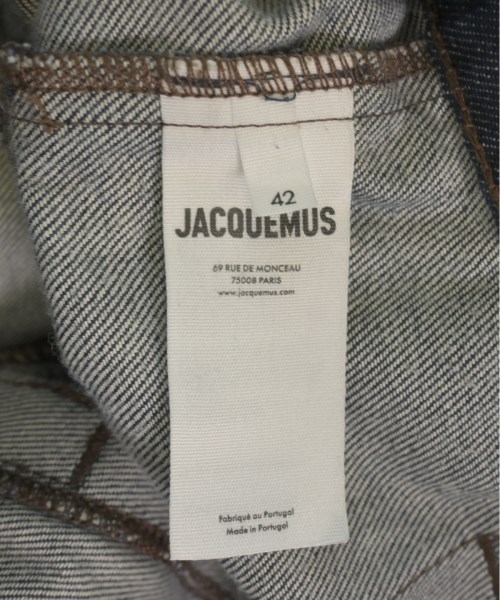 42
JACQUEMUS
69 RUE DE MONCEAU
75008 PARIS
www.jacquemus.com
Fabriqué au Portugal
Made in Portugal